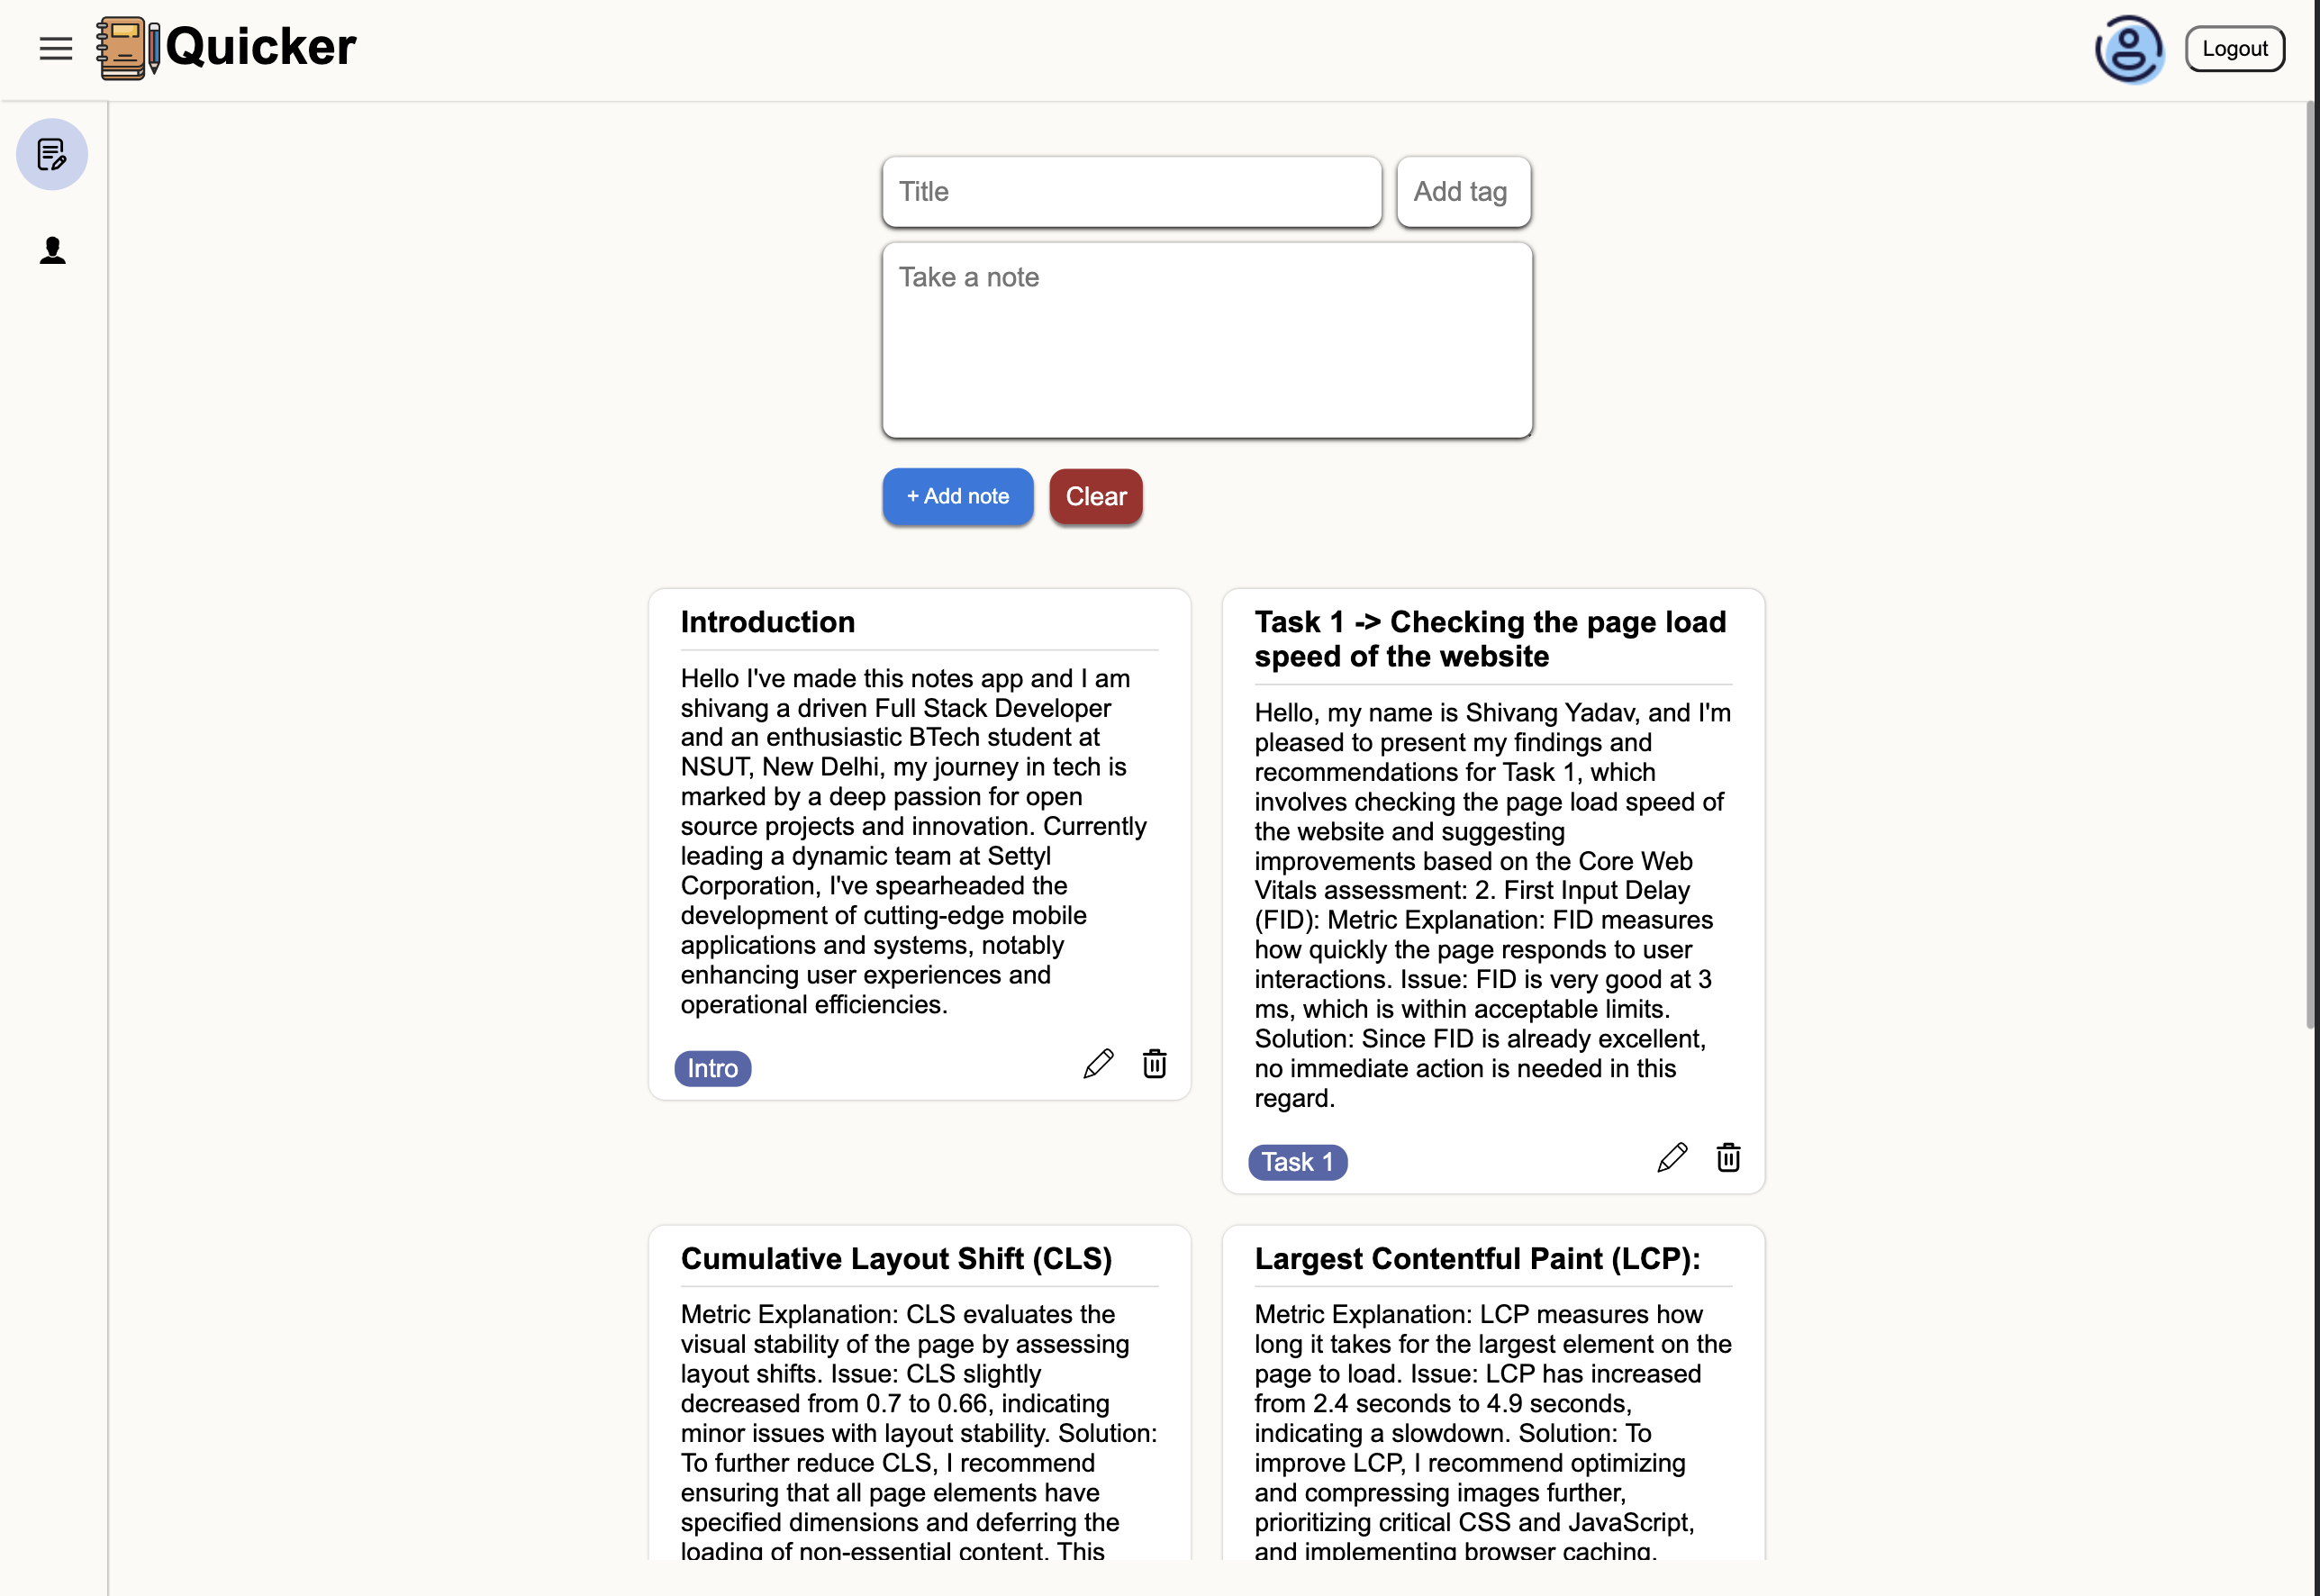 Quicker
Logout
Title
Add tag
Take a note
+ Add note
Clear
Introduction
Hello I've made this notes app and I am
shivang a driven Full Stack Developer
and an enthusiastic BTech student at
NSUT, New Delhi, my journey in tech is
marked by a deep passion for open
source projects and innovation. Currently
leading a dynamic team at Settyl
Corporation, I've spearheaded the
development of cutting-edge mobile
applications and systems, notably
enhancing user experiences and
operational efficiencies.
Intro
Task 1 -> Checking the page load
speed of the website
Hello, my name is Shivang Yadav, and I'm
pleased to present my findings and
recommendations for Task 1, which
involves checking the page load speed of
the website and suggesting
improvements based on the Core Web
Vitals assessment: 2. First Input Delay
(FID): Metric Explanation: FID measures
how quickly the page responds to user
interactions. Issue: FID is very good at 3
ms, which is within acceptable limits.
Solution: Since FID is already excellent,
no immediate action is needed in this
regard.
Task 1
Cumulative Layout Shift (CLS)
Metric Explanation: CLS evaluates the
visual stability of the page by assessing
layout shifts. Issue: CLS slightly
decreased from 0.7 to 0.66, indicating
minor issues with layout stability. Solution:
To further reduce CLS, I recommend
ensuring that all page elements have
specified dimensions and deferring the
loading of non-essential content. This
Largest Contentful Paint (LCP):
Metric Explanation: LCP measures how
long it takes for the largest element on the
page to load. Issue: LCP has increased
from 2.4 seconds to 4.9 seconds,
indicating a slowdown. Solution: To
improve LCP, I recommend optimizing
and compressing images further,
prioritizing critical CSS and JavaScript,
and implementing browser caching.